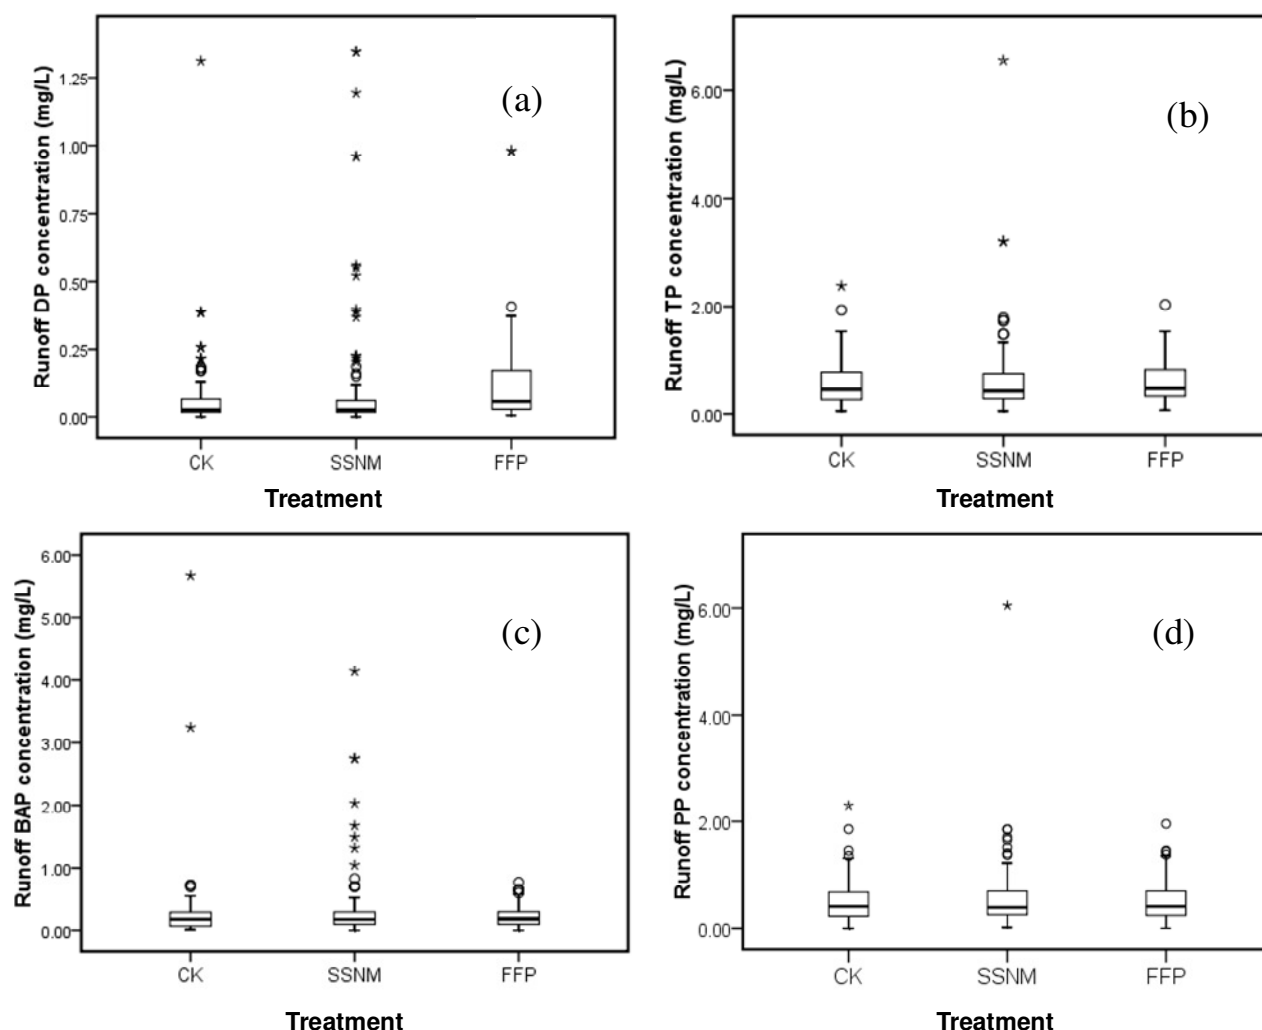 Runoff DP concentration (mg/L)
1.25
1.00
0.75
0.50
0.25
0.00
(a)
CK SSNM FFP
Treatment
Runoff TP concentration (mg/L)
6.00
4.00
2.00
0.00
(b)
CK SSNM FFP
Treatment
Runoff BAP concentration (mg/L)
6.00
5.00
4.00
3.00
2.00
1.00
0.00
(c)
CK SSNM FFP
Treatment
Runoff PP concentration (mg/L)
6.00
4.00
2.00
0.00
(d)
CK SSNM FFP
Treatment